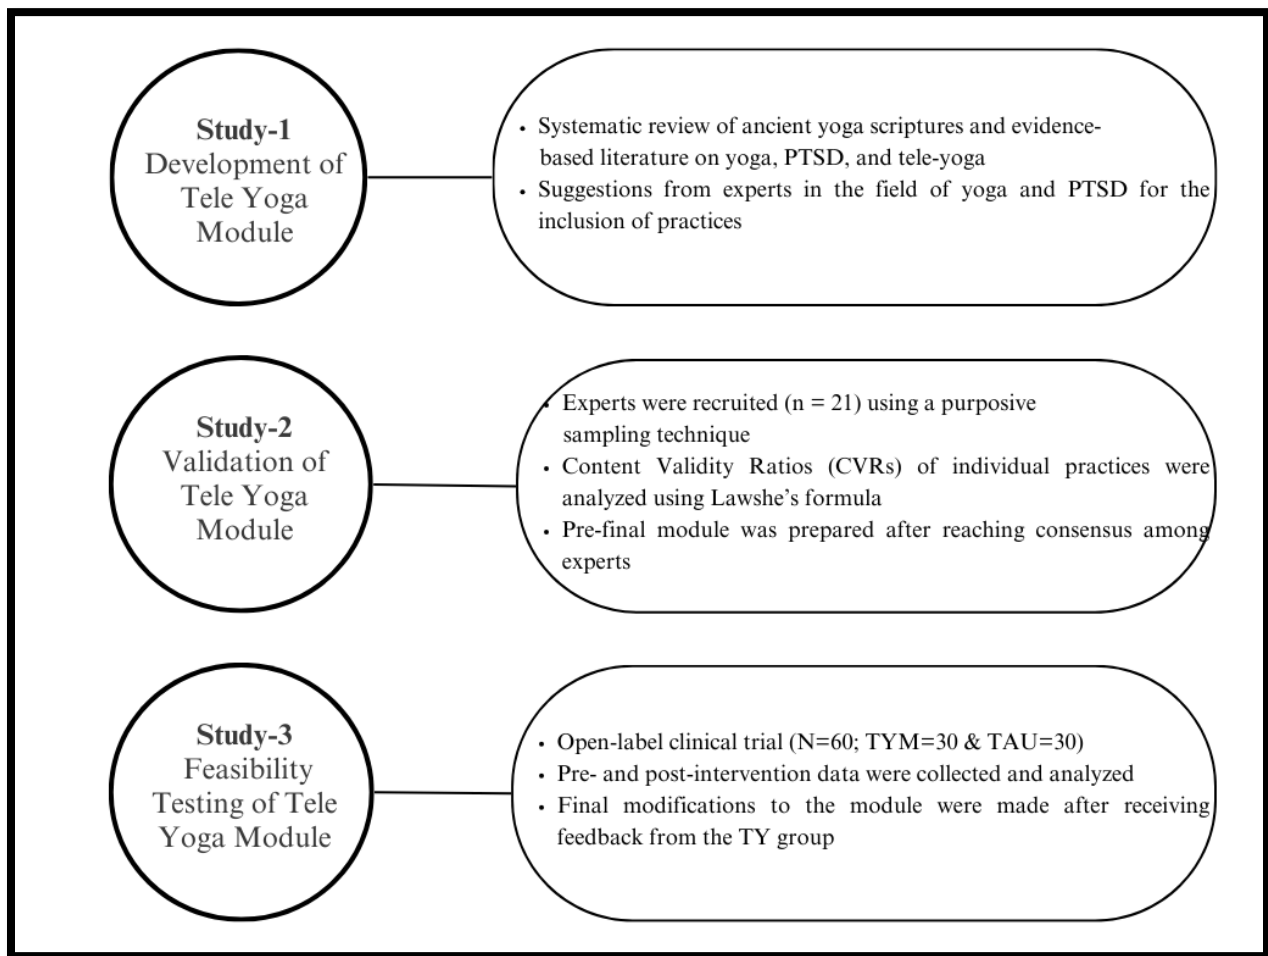 Study-1
Development of
Tele Yoga
Module
• Systematic review of ancient yoga scriptures and evidence-
based literature on yoga, PTSD, and tele-yoga
• Suggestions from experts in the field of yoga and PTSD for the
inclusion of practices
Study-2
Validation of
Tele Yoga
Module
• Experts were recruited (n = 21) using a purposive
sampling technique
• Content Validity Ratios (CVRs) of individual practices were
analyzed using Lawshe’s formula
• Pre-final module was prepared after reaching consensus among
experts
Study-3
Feasibility
Testing of Tele
Yoga Module
• Open-label clinical trial (N=60; TYM=30 & TAU=30)
• Pre- and post-intervention data were collected and analyzed
• Final modifications to the module were made after receiving
feedback from the TY group